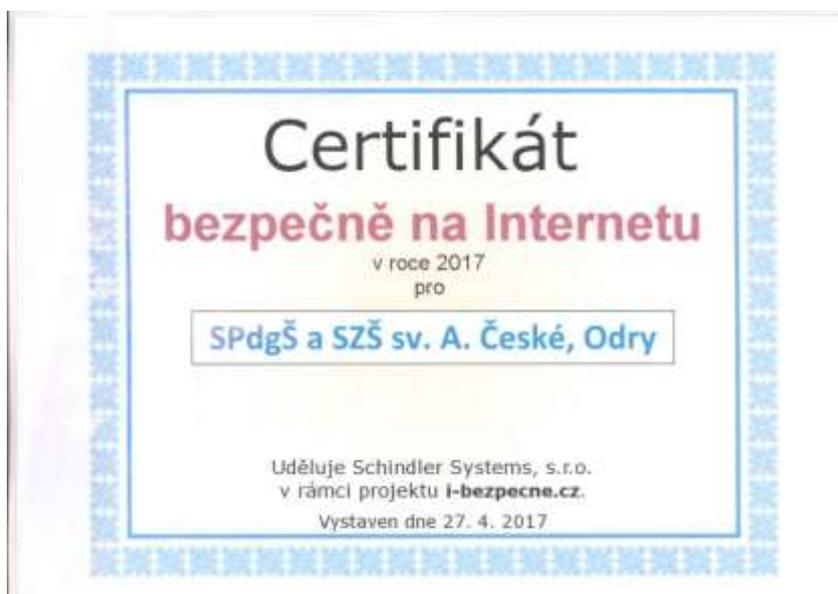 Certifikát
bezpečně na Internetu
v roce 2017
pro
SPdgŠ a SZŠ sv. A. České, Odry
Uděluje Schindler Systems, s.r.o.
v rámci projektu i-bezpecne.cz.
Vystaven dne 27. 4. 2017